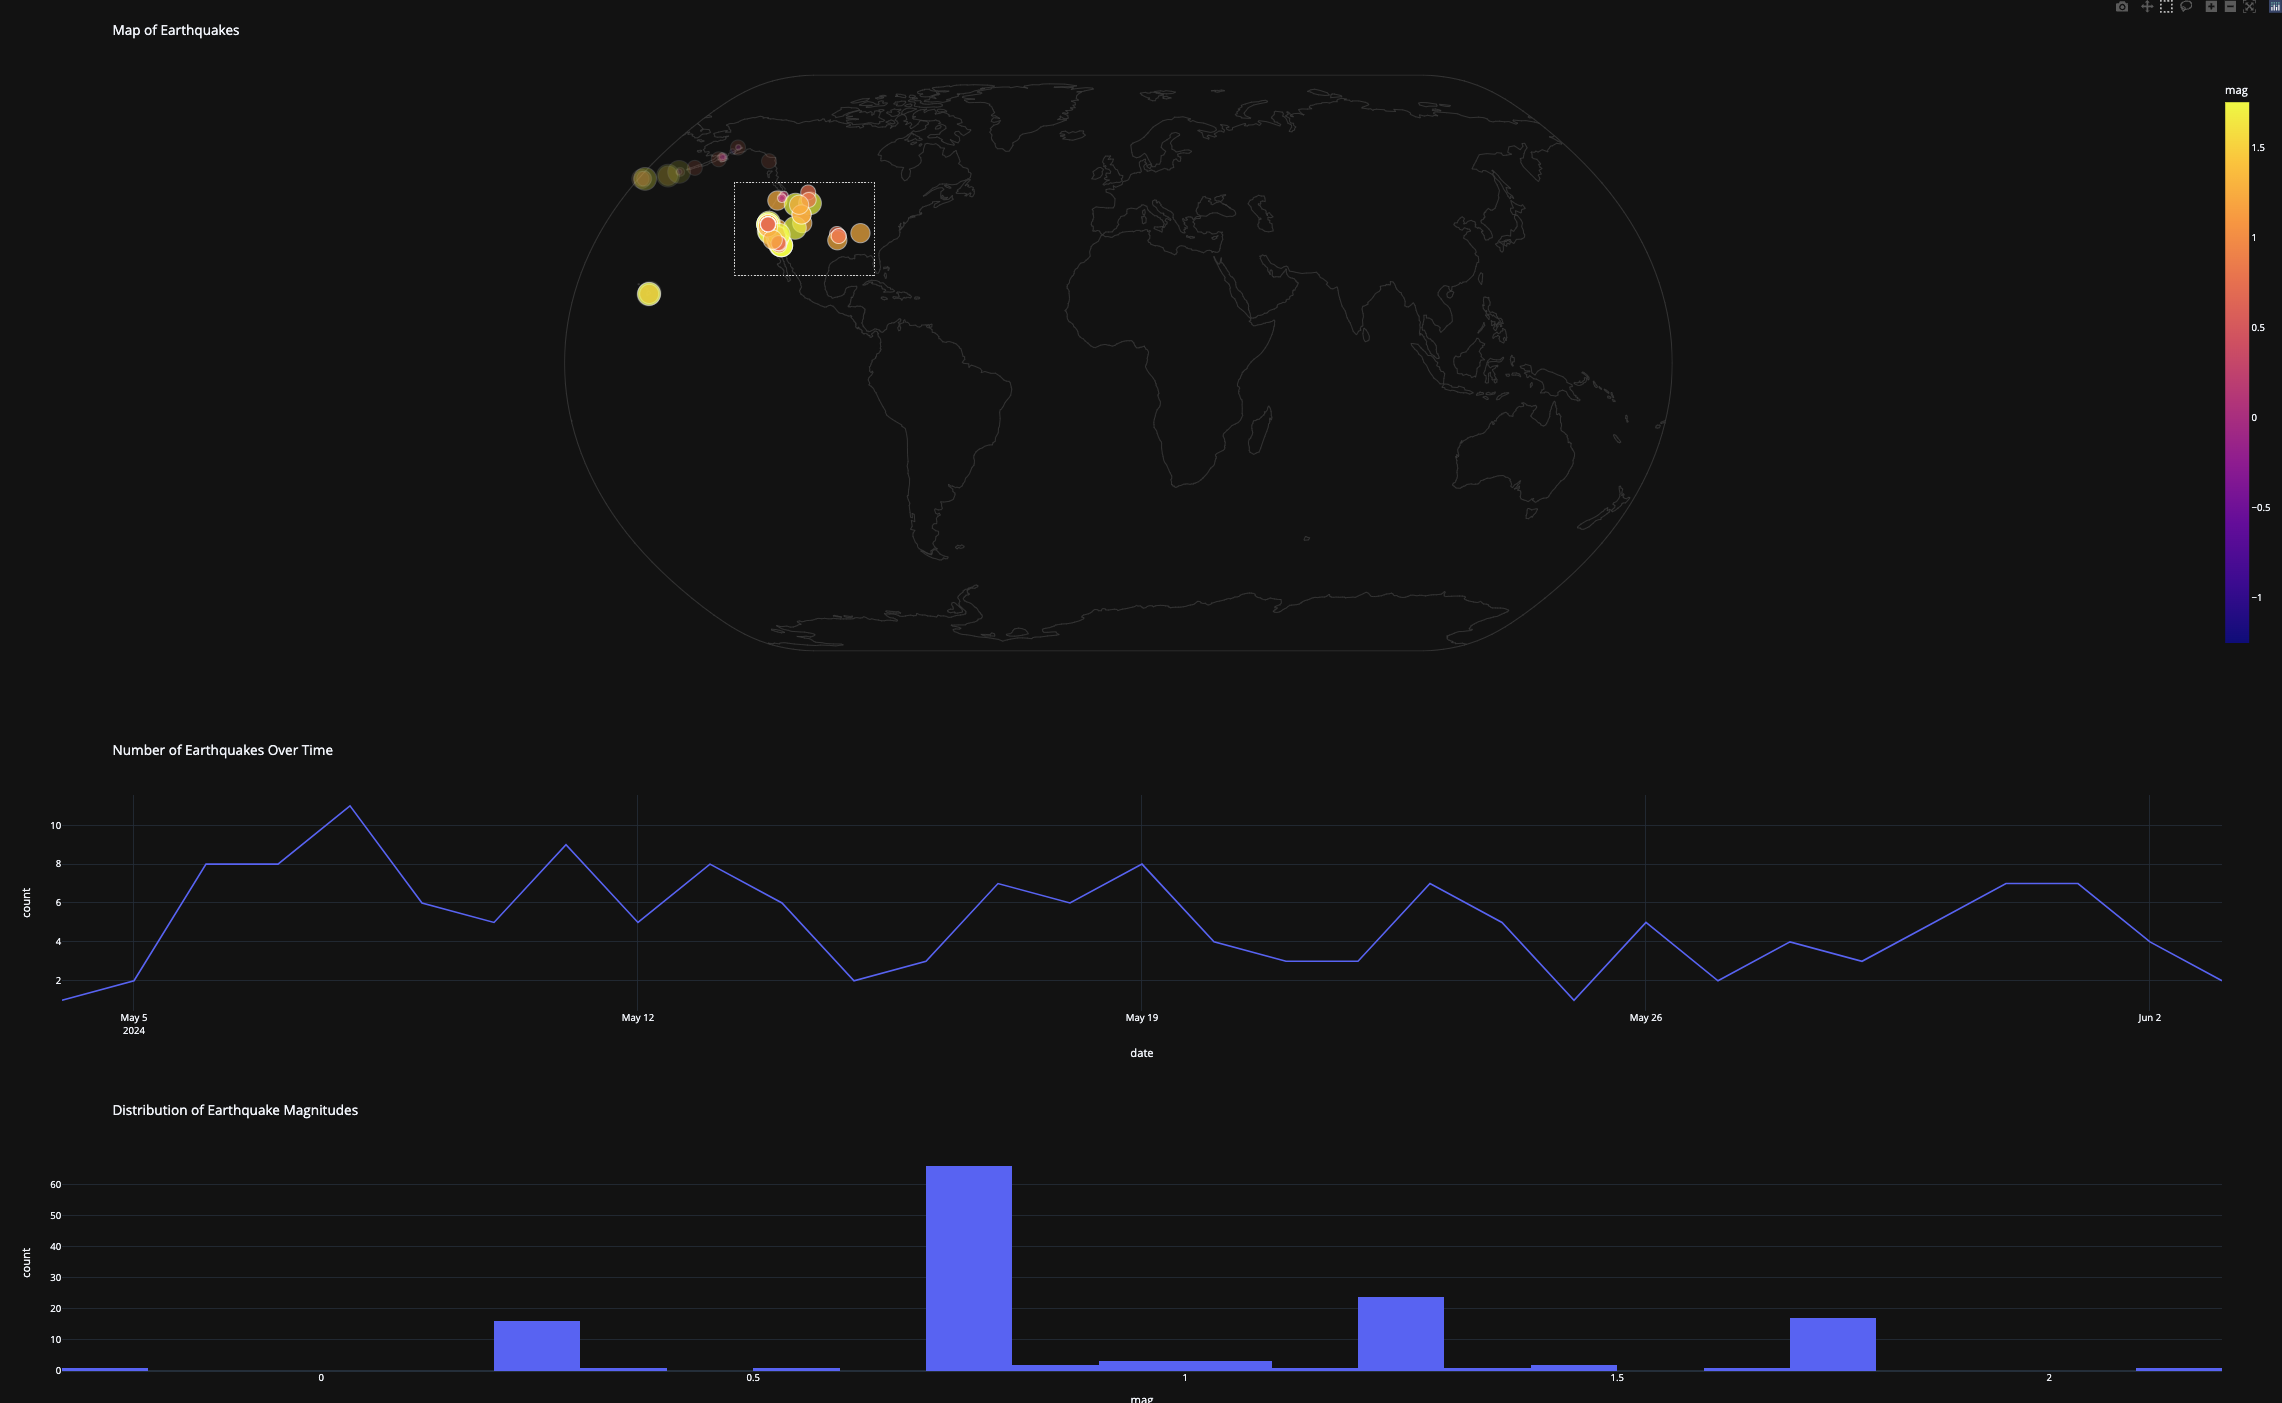 Map of Earthquakes
mag
1.5
1
0.5
0
−0.5
−1
Number of Earthquakes Over Time
count
10
8
6
4
2
May 5
2024
May 12
May 19
May 26
Jun 2
date
Distribution of Earthquake Magnitudes
count
60
50
40
30
20
10
0
0
0.5
1
1.5
2
mag